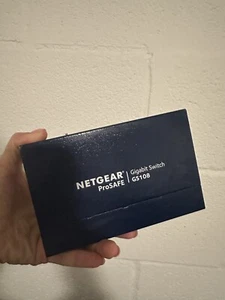 NETGEAR®
ProSAFE
Gigabit Switch
GS108